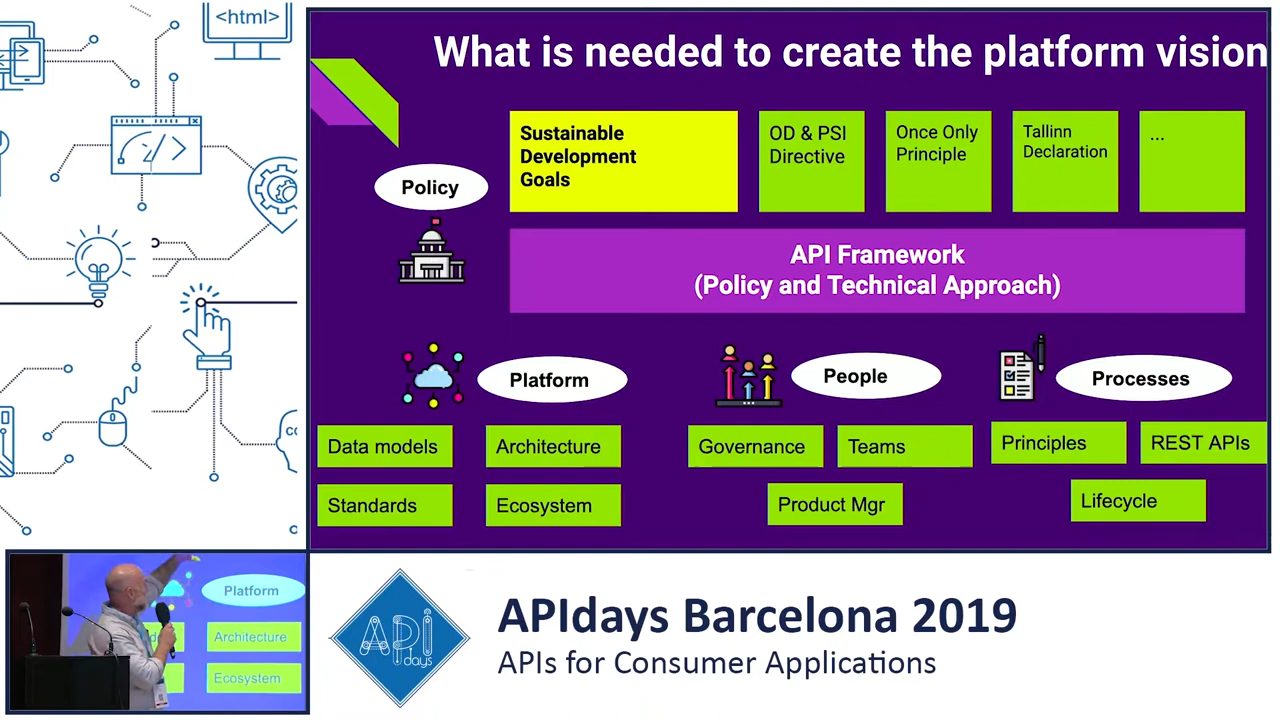 <html>
What is needed to create the platform vision
Sustainable
Development
Goals
OD & PSI
Directive
Once Only
Principle
Tallinn
Declaration
...
Policy
API Framework
(Policy and Technical Approach)
Platform
People
Processes
Data models
Architecture
Governance
Teams
Principles
REST APIs
Standards
Ecosystem
Product Mgr
Lifecycle
Platform
Architecture
Ecosystem
API
days
APIdays Barcelona 2019
APIs for Consumer Applications